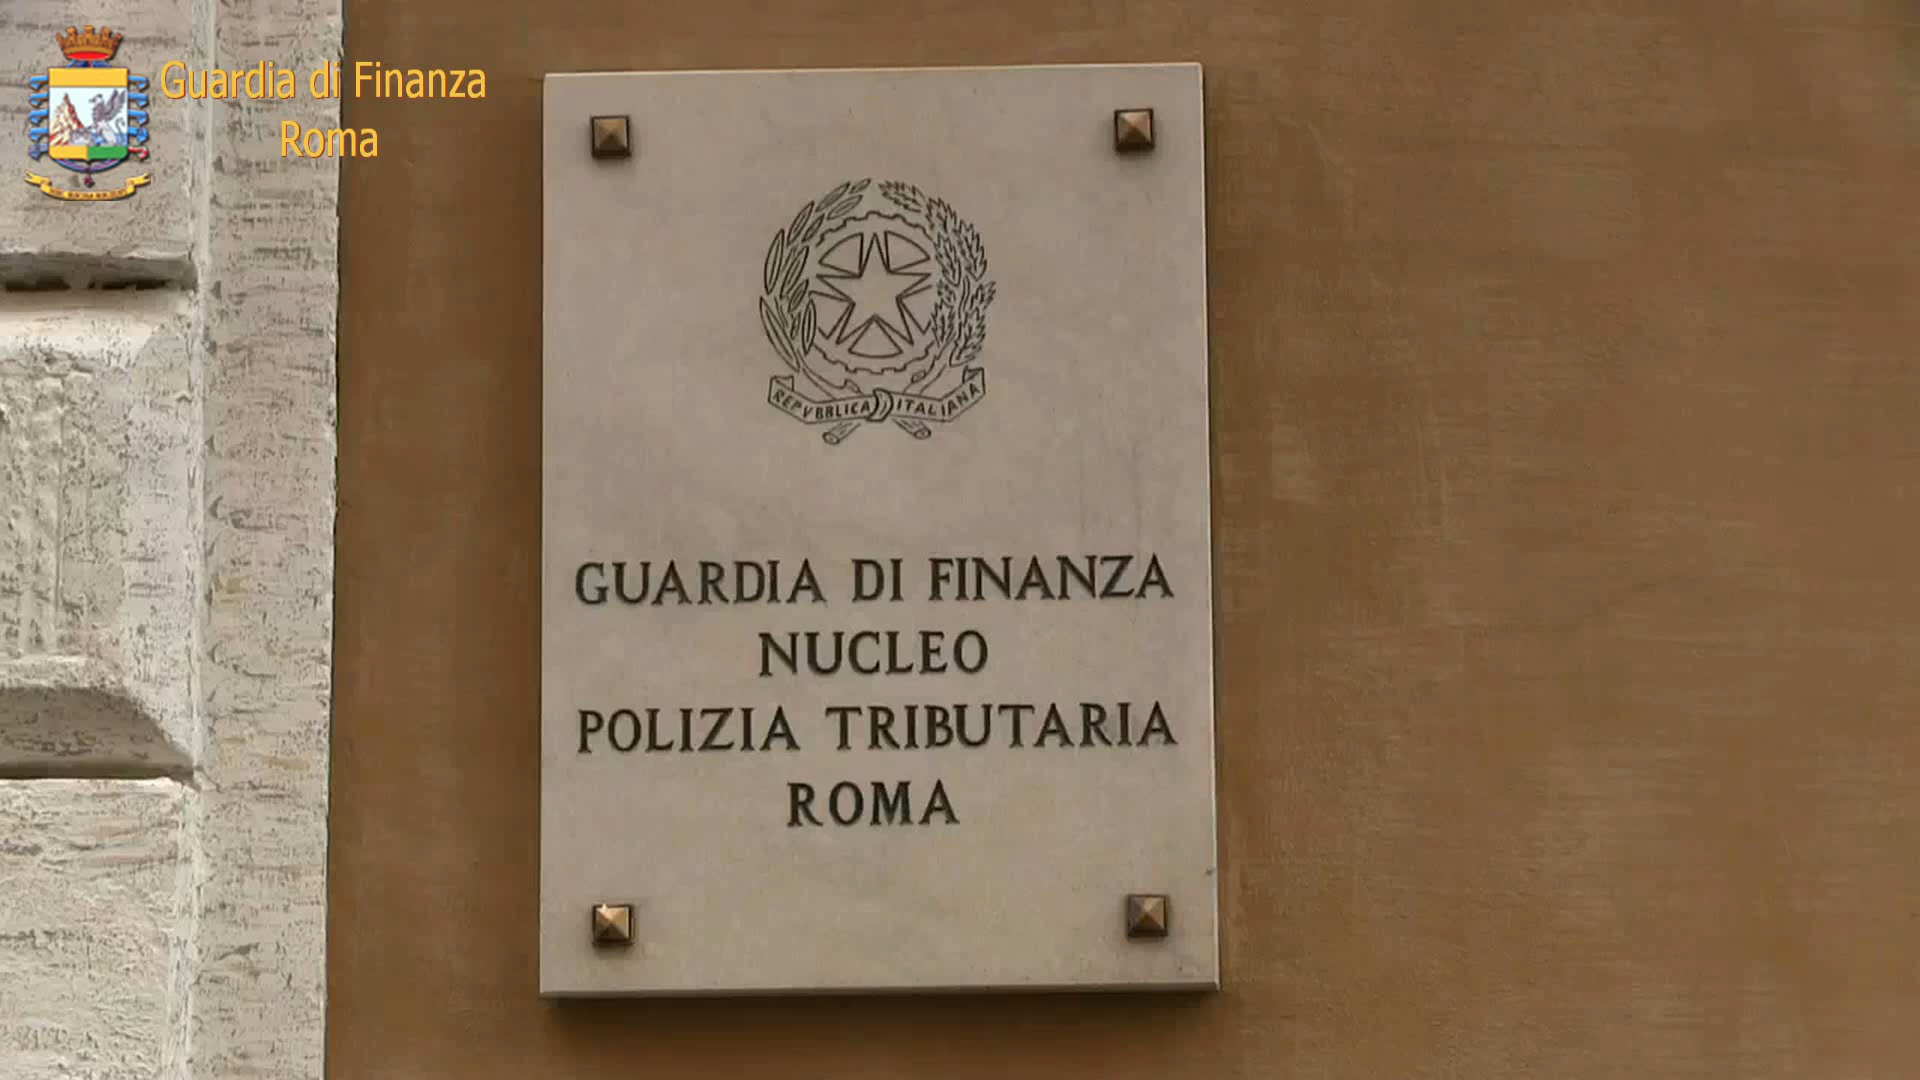 Guardia di Finanza
Roma
REPVBBLICA ITALIANA
GUARDIA DI FINANZA
NUCLEO
POLIZIA TRIBUTARIA
ROMA